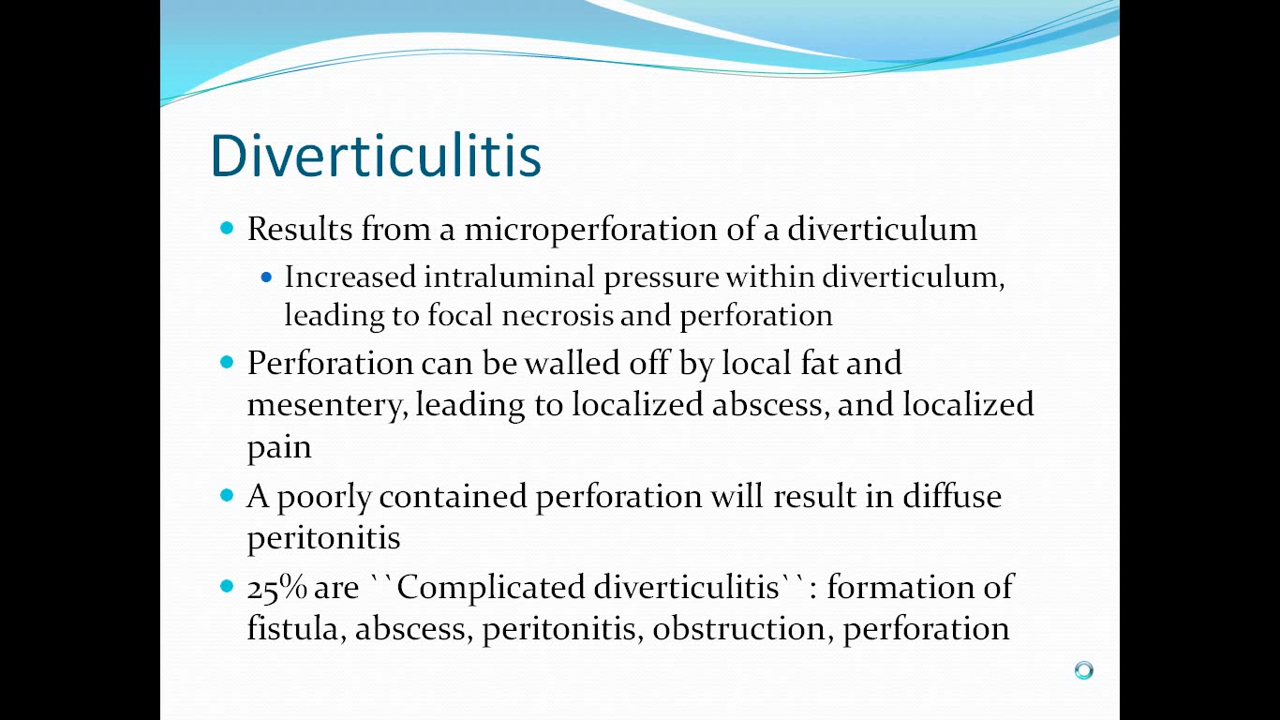 Diverticulitis
Results from a microperforation of a diverticulum
Increased intraluminal pressure within diverticulum,
leading to focal necrosis and perforation
Perforation can be walled off by local fat and
mesentery, leading to localized abscess, and localized
pain
A poorly contained perforation will result in diffuse
peritonitis
25% are ``Complicated diverticulitis``: formation of
fistula, abscess, peritonitis, obstruction, perforation